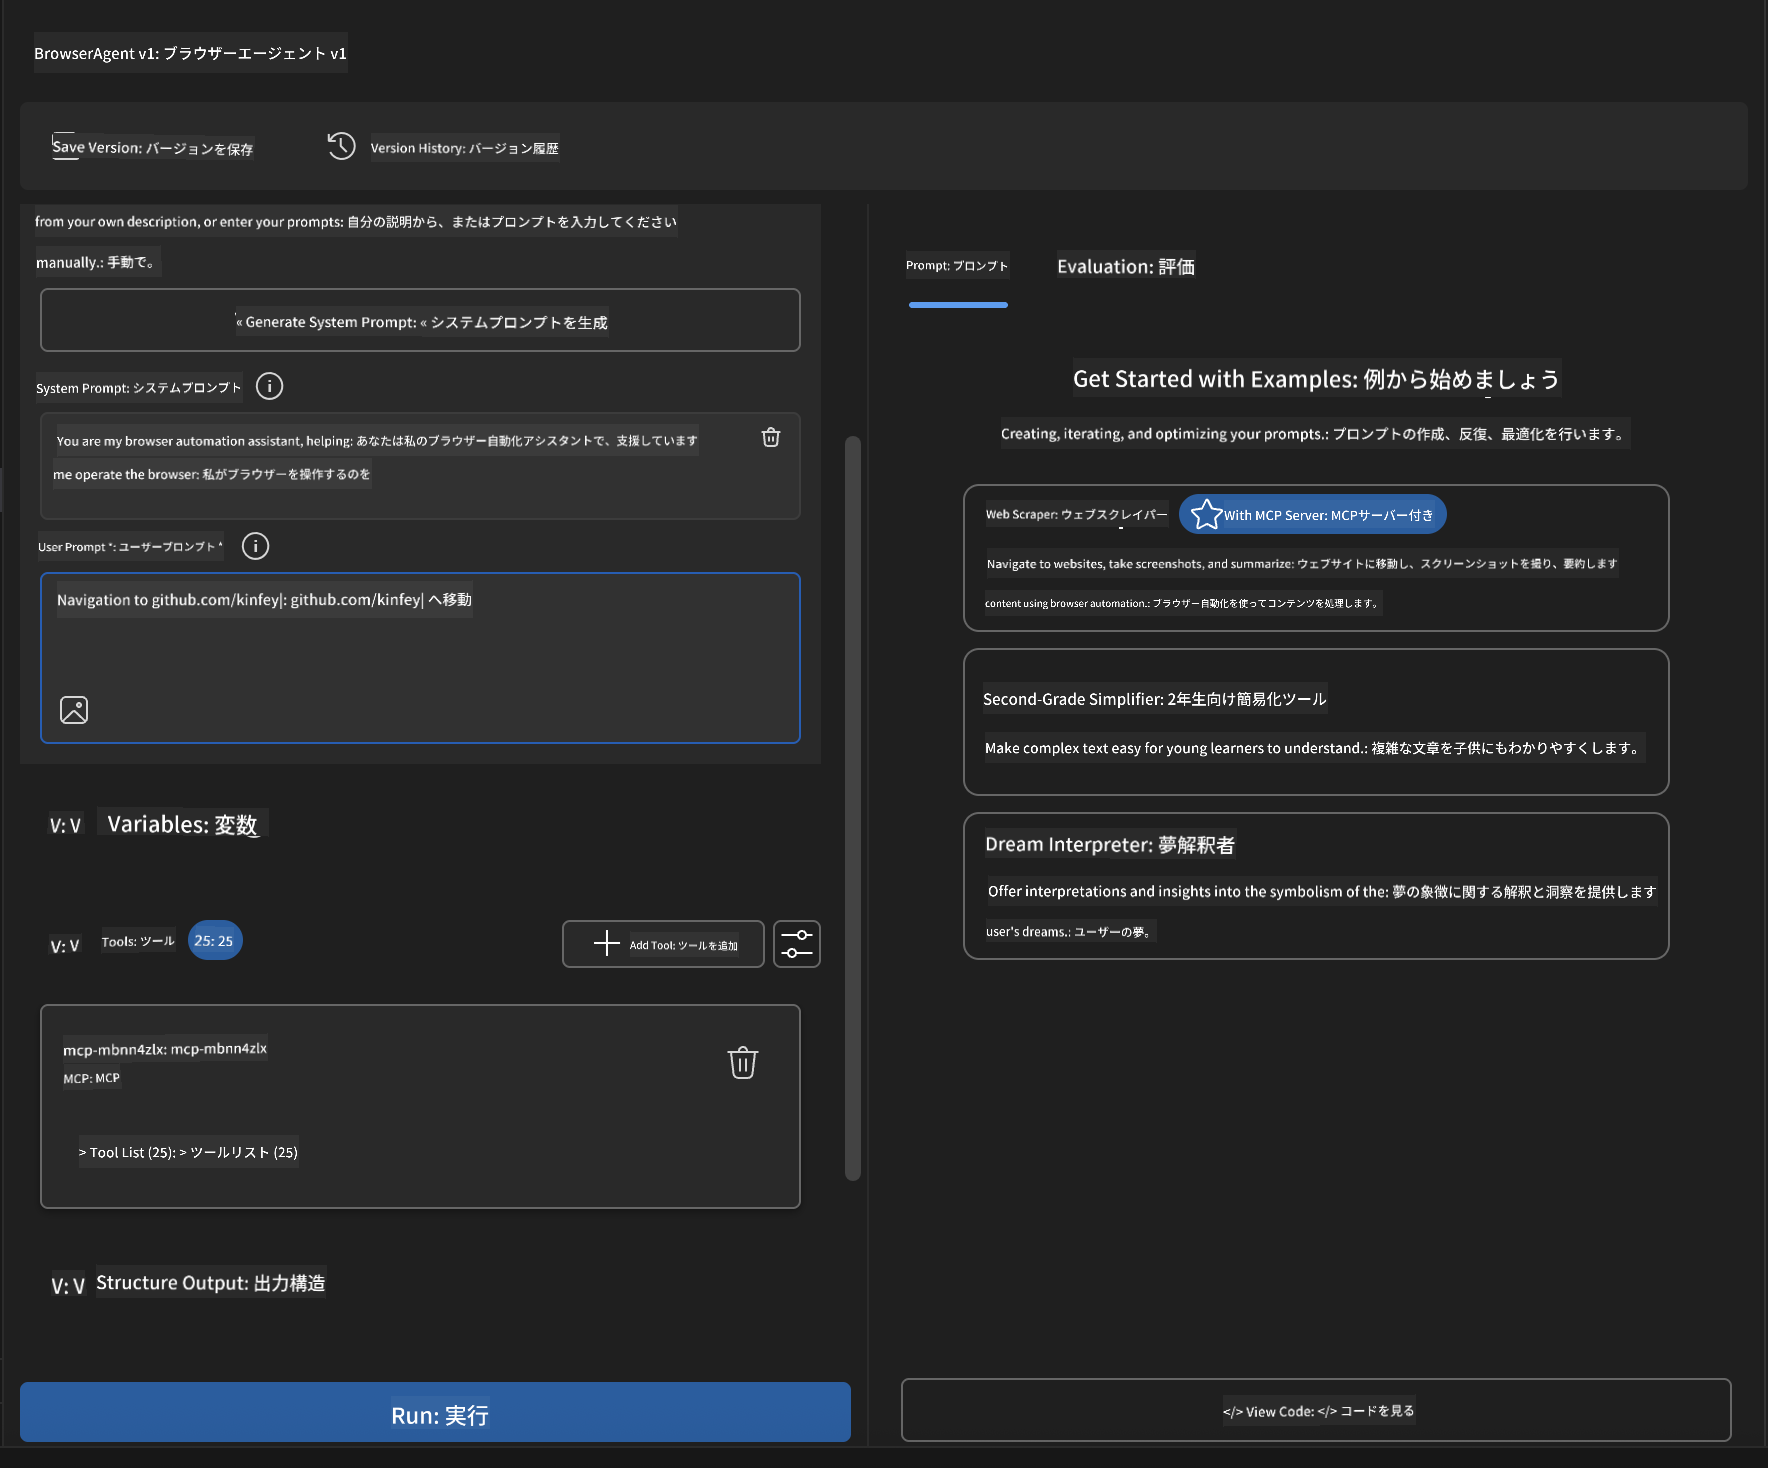 BrowserAgent v1: ブラウザーエージェント v1
Save Version: バージョンを保存
Version History: バージョン履歴
from your own description, or enter your prompts: 自分の説明から、またはプロンプトを入力してください
manually.: 手動で。
« Generate System Prompt: « システムプロンプトを生成
System Prompt: システムプロンプト
You are my browser automation assistant, helping: あなたは私のブラウザー自動化アシスタントで、支援しています
me operate the browser: 私がブラウザーを操作するのを
User Prompt *: ユーザープロンプト *
Navigation to github.com/kinfey|: github.com/kinfey| へ移動
V: V
Variables: 変数
V: V
Tools: ツール
25: 25
Add Tool: ツールを追加
mcp-mbnn4zlx: mcp-mbnn4zlx
MCP: MCP
> Tool List (25): > ツールリスト (25)
V: V
Structure Output: 出力構造
Run: 実行
Prompt: プロンプト
Evaluation: 評価
Get Started with Examples: 例から始めましょう
Creating, iterating, and optimizing your prompts.: プロンプトの作成、反復、最適化を行います。
Web Scraper: ウェブスクレイパー
With MCP Server: MCPサーバー付き
Navigate to websites, take screenshots, and summarize: ウェブサイトに移動し、スクリーンショットを撮り、要約します
content using browser automation.: ブラウザー自動化を使ってコンテンツを処理します。
Second-Grade Simplifier: 2年生向け簡易化ツール
Make complex text easy for young learners to understand.: 複雑な文章を子供にもわかりやすくします。
Dream Interpreter: 夢解釈者
Offer interpretations and insights into the symbolism of the: 夢の象徴に関する解釈と洞察を提供します
user's dreams.: ユーザーの夢。
</> View Code: </> コードを見る